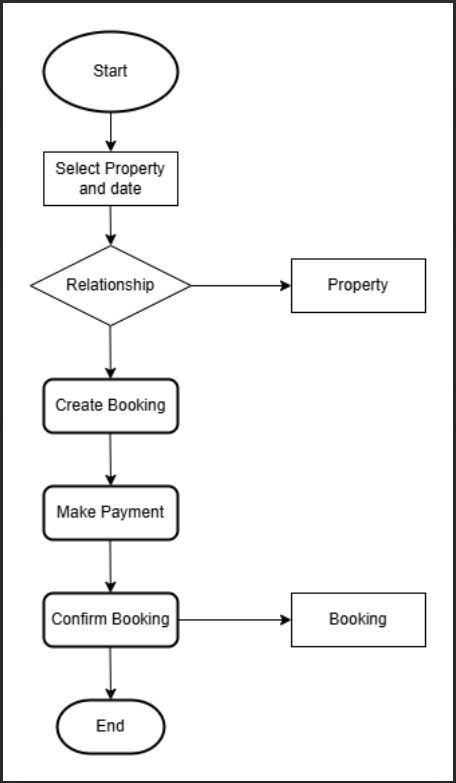 Start
Select Property
and date
Relationship
Property
Create Booking
Make Payment
Confirm Booking
Booking
End